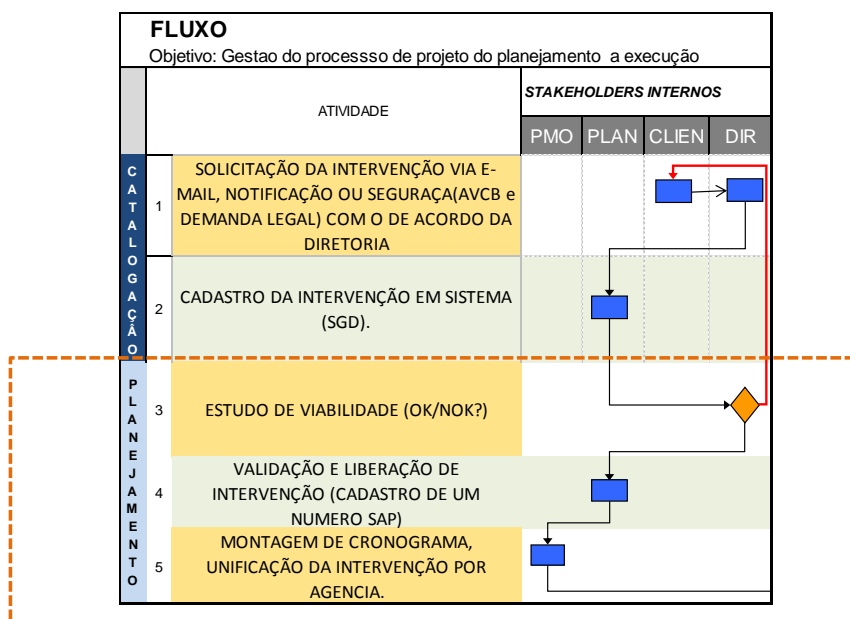 FLUXO
Objetivo: Gestao do processso de projeto do planejamento a execução
ATIVIDADE
STAKEHOLDERS INTERNOS
PMO PLAN CLIEN DIR
CATALOGAÇÂO
1
SOLICITAÇÃO DA INTERVENÇÃO VIA E-
MAIL, NOTIFICAÇÃO OU SEGURAÇA(AVCB e
DEMANDA LEGAL) COM O DE ACORDO DA
DIRETORIA
2
CADASTRO DA INTERVENÇÃO EM SISTEMA
(SGD).
PLANEJAMENTO
3
ESTUDO DE VIABILIDADE (OK/NOK?)
4
VALIDAÇÃO E LIBERAÇÃO DE
INTERVENÇÃO (CADASTRO DE UM
NUMERO SAP)
5
MONTAGEM DE CRONOGRAMA,
UNIFICAÇÃO DA INTERVENÇÃO POR
AGENCIA.